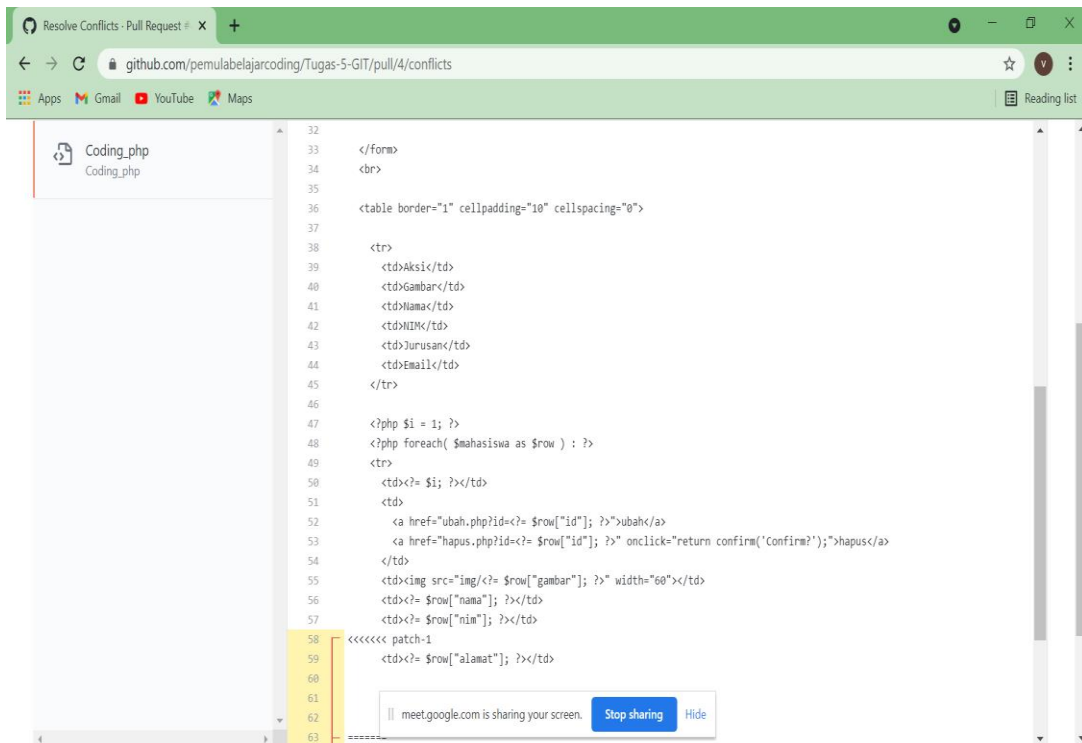 Resolve Conflicts · Pull Request #
github.com/pemulabelajarcoding/Tugas-5-GIT/pull/4/conflicts
V
Apps Gmail YouTube Maps Reading list
Coding_php
Coding_php
32
33 </form>
34 <br>
35
36 <table border="1" cellpadding="10" cellspacing="0">
37
38 <tr>
39 <td>Aksi</td>
40 <td>Gambar</td>
41 <td>Nama</td>
42 <td>NIM</td>
43 <td>Jurusan</td>
44 <td>Email</td>
45 </tr>
46
47 <?php $i = 1; ?>
48 <?php foreach( $mahasiswa as $row ) : ?>
49 <tr>
50 <td><?= $i; ?></td>
51 <td>
52 <a href="ubah.php?id=<?= $row["id"]; ?>">ubah</a>
53 <a href="hapus.php?id=<?= $row["id"]; ?>" onclick="return confirm('Confirm?');">hapus</a>
54 </td>
55 <td><img src="img/<?= $row["gambar"]; ?>" width="60"></td>
56 <td><?= $row["nama"]; ?></td>
57 <td><?= $row["nim"]; ?></td>
58 <<<<<<< patch-1
59 <td><?= $row["alamat"]; ?></td>
60
61
62
63 =======
meet.google.com is sharing your screen. Stop sharing Hide